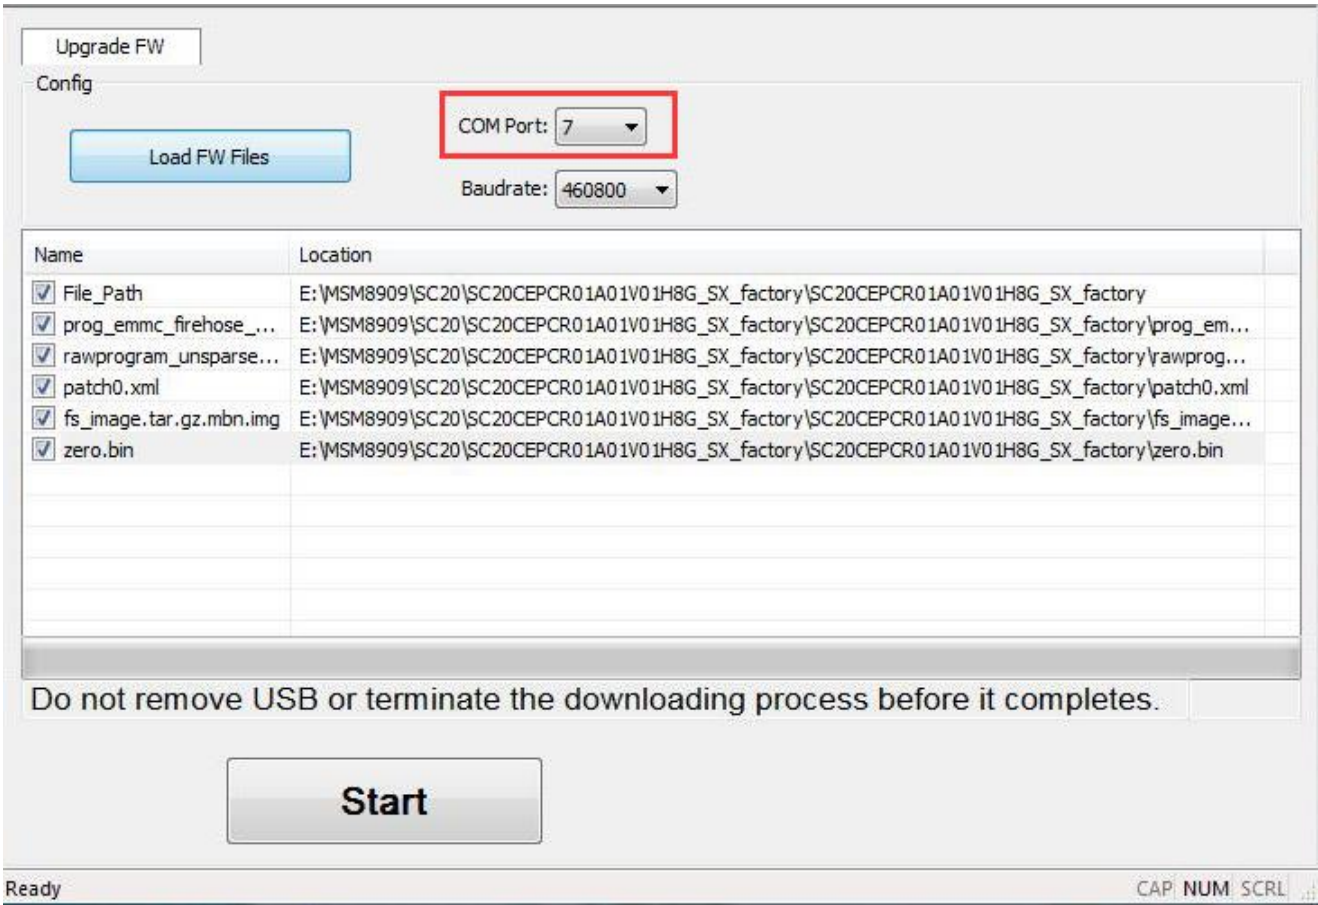 Upgrade FW
Config
COM Port: 7
Load FW Files
Baudrate: 460800
Name Location
File_Path E:\MSM8909\SC20\SC20CEPCR01A01V01H8G_SX_factory\SC20CEPCR01A01V01H8G_SX_factory
prog_emmc_firehose_... E:\MSM8909\SC20\SC20CEPCR01A01V01H8G_SX_factory\SC20CEPCR01A01V01H8G_SX_factory\prog_em...
rawprogram_unsparse... E:\MSM8909\SC20\SC20CEPCR01A01V01H8G_SX_factory\SC20CEPCR01A01V01H8G_SX_factory\rawprog...
patch0.xml E:\MSM8909\SC20\SC20CEPCR01A01V01H8G_SX_factory\SC20CEPCR01A01V01H8G_SX_factory\patch0.xml
fs_image.tar.gz.mbn.img E:\MSM8909\SC20\SC20CEPCR01A01V01H8G_SX_factory\SC20CEPCR01A01V01H8G_SX_factory\fs_image...
zero.bin E:\MSM8909\SC20\SC20CEPCR01A01V01H8G_SX_factory\SC20CEPCR01A01V01H8G_SX_factory\zero.bin
Do not remove USB or terminate the downloading process before it completes.
Start
Ready CAP NUM SCRL